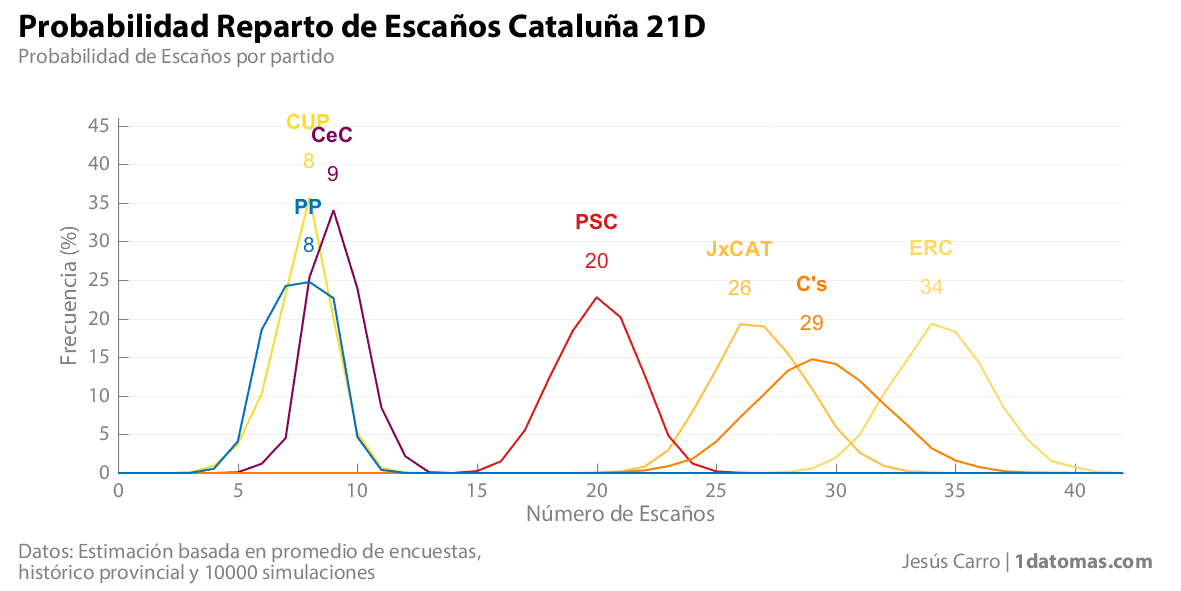 Probabilidad Reparto de Escaños Cataluña 21D
Probabilidad de Escaños por partido
CUP
8
CeC
9
PP
8
PSC
20
JxCAT
26
C's
29
ERC
34
Frecuencia (%)
45
40
35
30
25
20
15
10
5
0
0 5 10 15 20 25 30 35 40
Número de Escaños
Datos: Estimación basada en promedio de encuestas,
histórico provincial y 10000 simulaciones
Jesús Carro | 1datomas.com